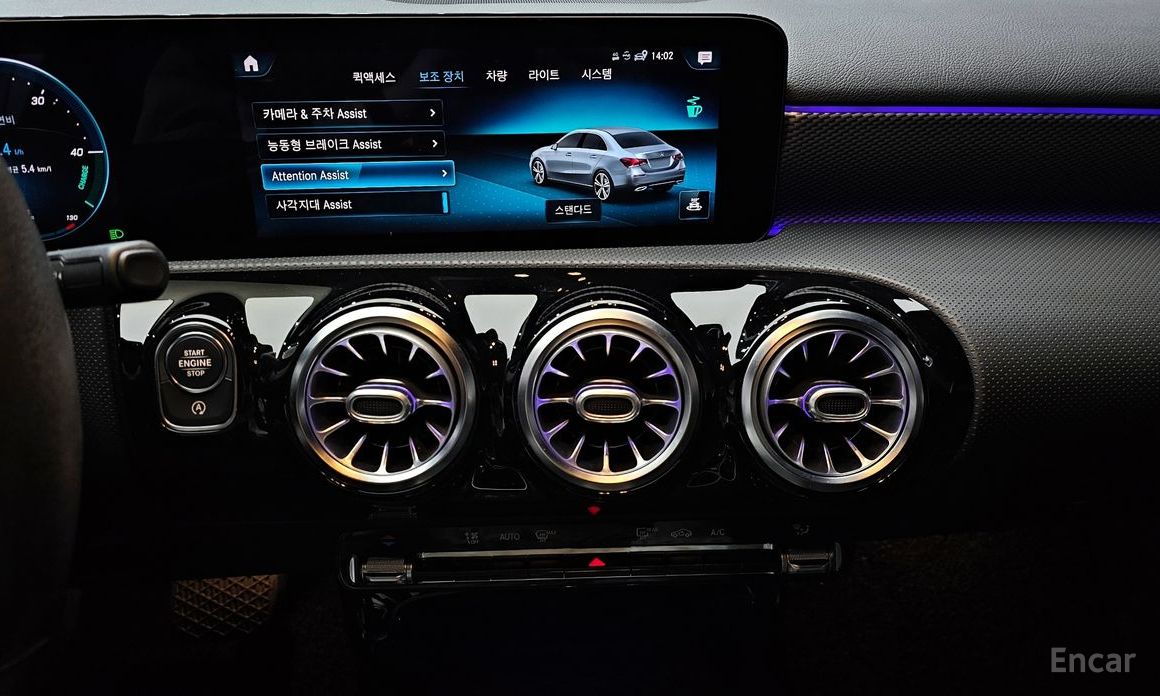 30
40
.4 l/h
5.4 km/h
CHARGE
130
14:02
퀵액세스 보조 장치 차량 라이트 시스템
카메라 & 주차 Assist
능동형 브레이크 Assist
Attention Assist
사각지대 Assist
스탠다드
START
ENGINE
STOP
A
AUTO
A/C
Encar